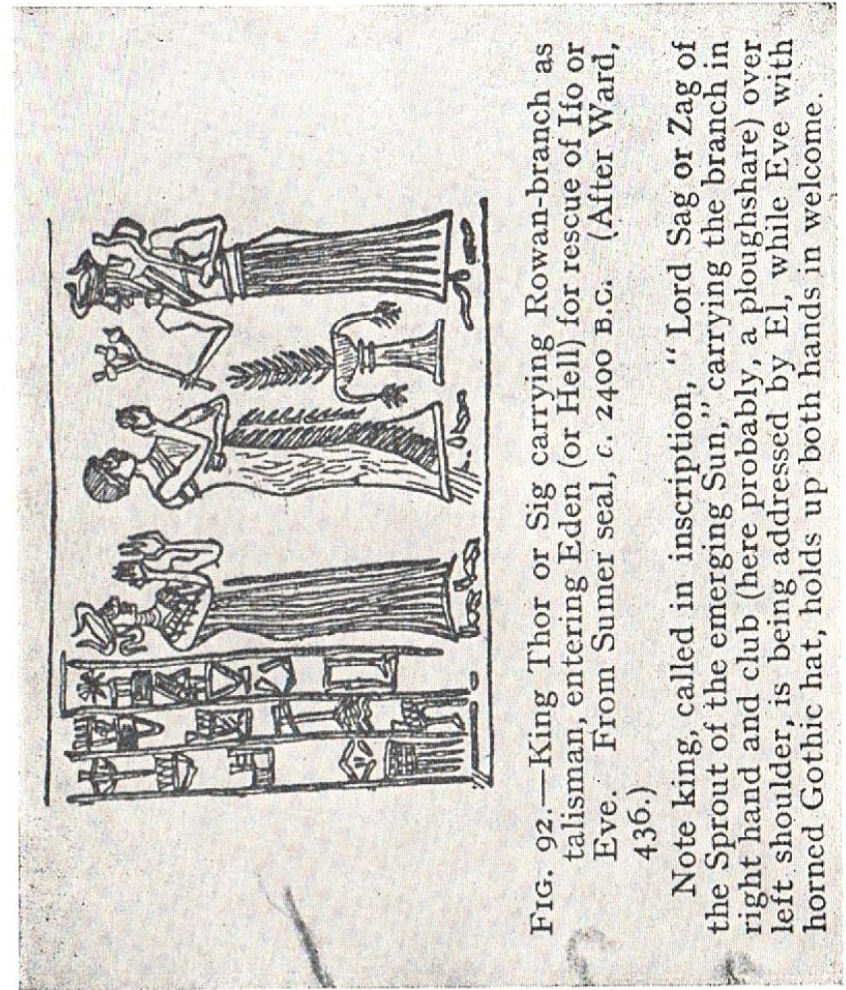 FIG. 92.—King Thor or Sig carrying Rowan-branch as
talisman, entering Eden (or Hell) for rescue of Ifo or
Eve. From Sumer seal, c. 2400 B.C. (After Ward,
436.)
Note king, called in inscription, “ Lord Sag or Zag of
the Sprout of the emerging Sun,” carrying the branch in
right hand and club (here probably, a ploughshare) over
left shoulder, is being addressed by El, while Eve with
horned Gothic hat, holds up both hands in welcome.